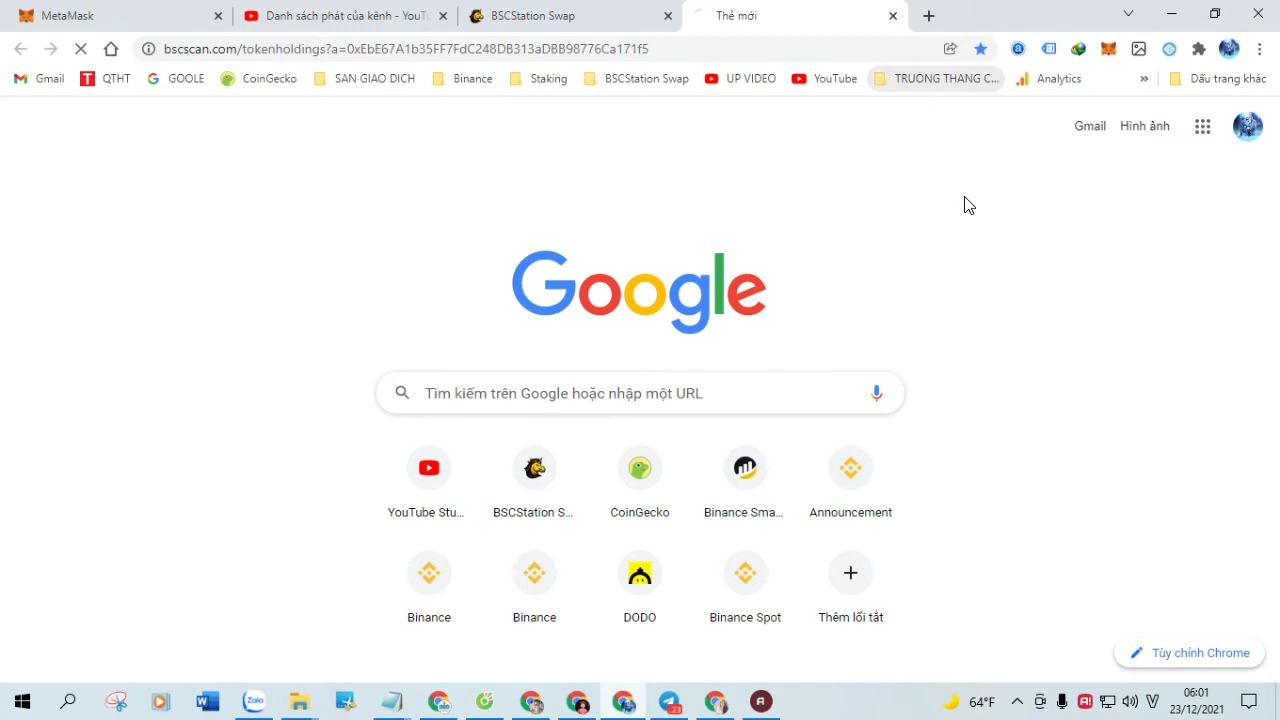 MetaMask
Danh sách phát của kênh - YouT
BSCStation Swap
Thẻ mới
bscscan.com/tokenholdings?a=0xEbE67A1b35FF7FdC248DB313aDBB98776Ca171f5
Gmail
QTHT
GOOLE
CoinGecko
SAN GIAO DICH
Binance
Staking
BSCStation Swap
UP VIDEO
YouTube
TRUONG THANG C...
Analytics
»
Dấu trang khác
Gmail
Hình ảnh
Google
Tìm kiếm trên Google hoặc nhập một URL
YouTube Stu...
BSCStation S...
CoinGecko
Binance Sma...
Announcement
Binance
Binance
DODO
Binance Spot
Thêm lối tắt
Tùy chỉnh Chrome
Zalo
23
64°F
06:01
23/12/2021